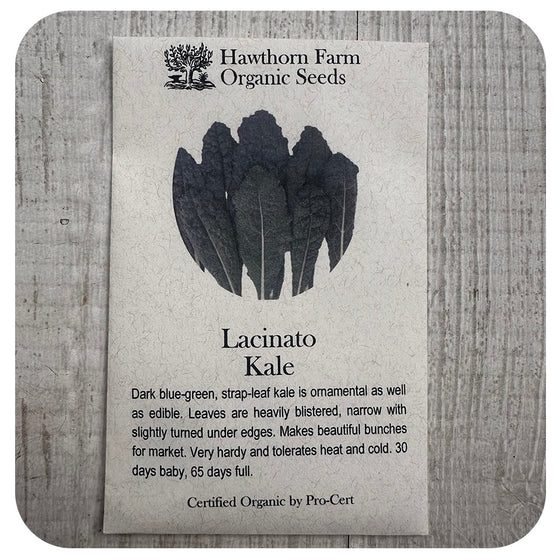 Hawthorn Farm
Organic Seeds
Lacinato
Kale
Dark blue-green, strap-leaf kale is ornamental as well
as edible. Leaves are heavily blistered, narrow with
slightly turned under edges. Makes beautiful bunches
for market. Very hardy and tolerates heat and cold. 30
days baby, 65 days full.
Certified Organic by Pro-Cert